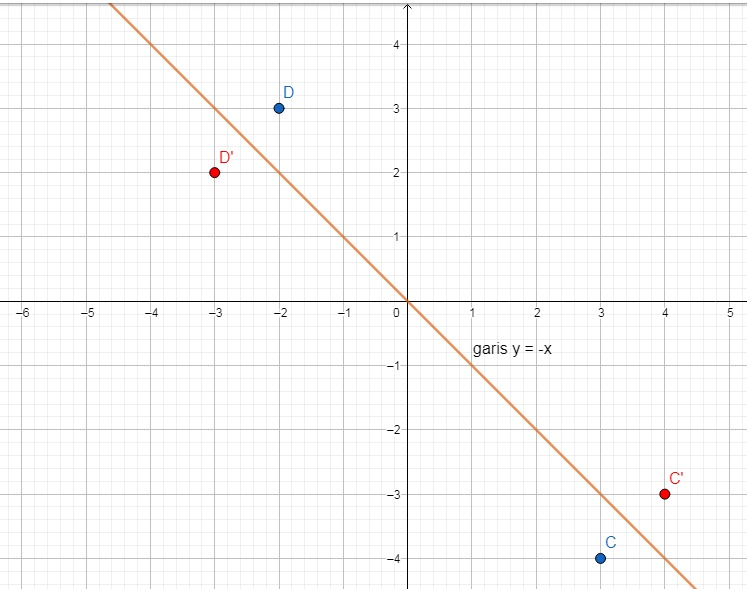 4
D
3
D'
2
1
–6 –5 –4 –3 –2 –1 0 1 2 3 4 5
garis y = -x
–1
–2
C'
–3
C
–4